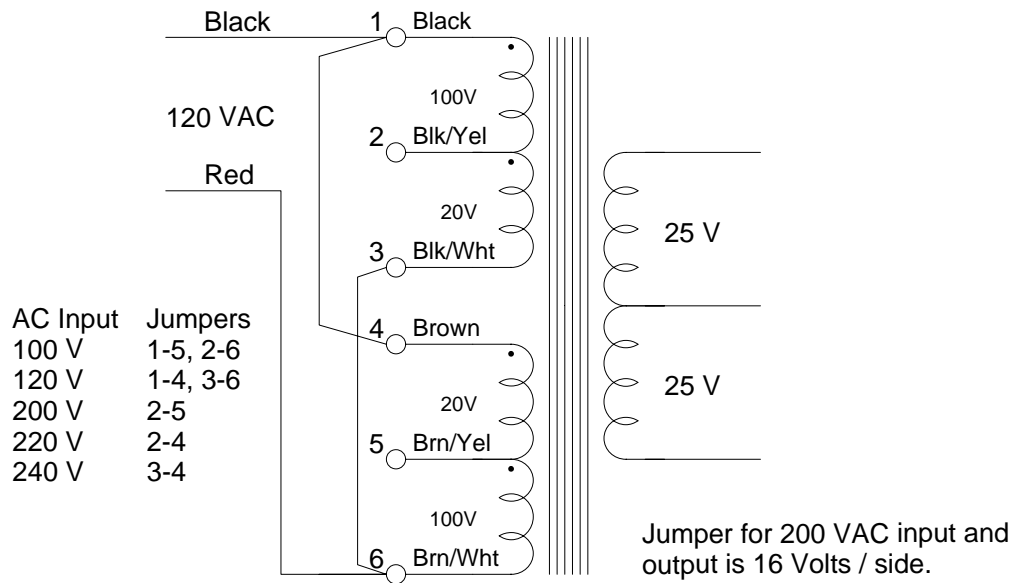 Black
1 Black
100V
120 VAC
2 Blk/Yel
Red
20V
25 V
3 Blk/Wht
AC Input Jumpers
100 V 1-5, 2-6
120 V 1-4, 3-6
200 V 2-5
220 V 2-4
240 V 3-4
4 Brown
20V
25 V
5 Brn/Yel
100V
6 Brn/Wht
Jumper for 200 VAC input and
output is 16 Volts / side.